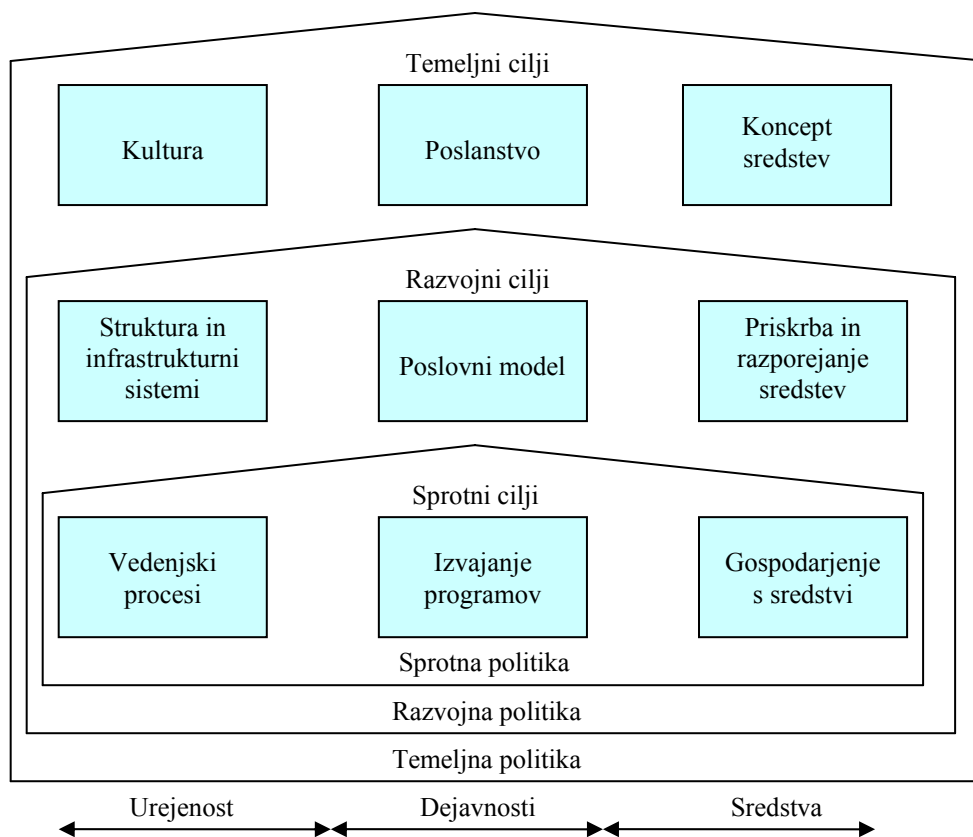 Temeljni cilji
Kultura
Poslanstvo
Koncept
sredstev
Razvojni cilji
Struktura in
infrastrukturni
sistemi
Poslovni model
Priskrba in
razporejanje
sredstev
Sprotni cilji
Vedenjski
procesi
Izvajanje
programov
Gospodarjenje
s sredstvi
Sprotna politika
Razvojna politika
Temeljna politika
Urejenost
Dejavnosti
Sredstva